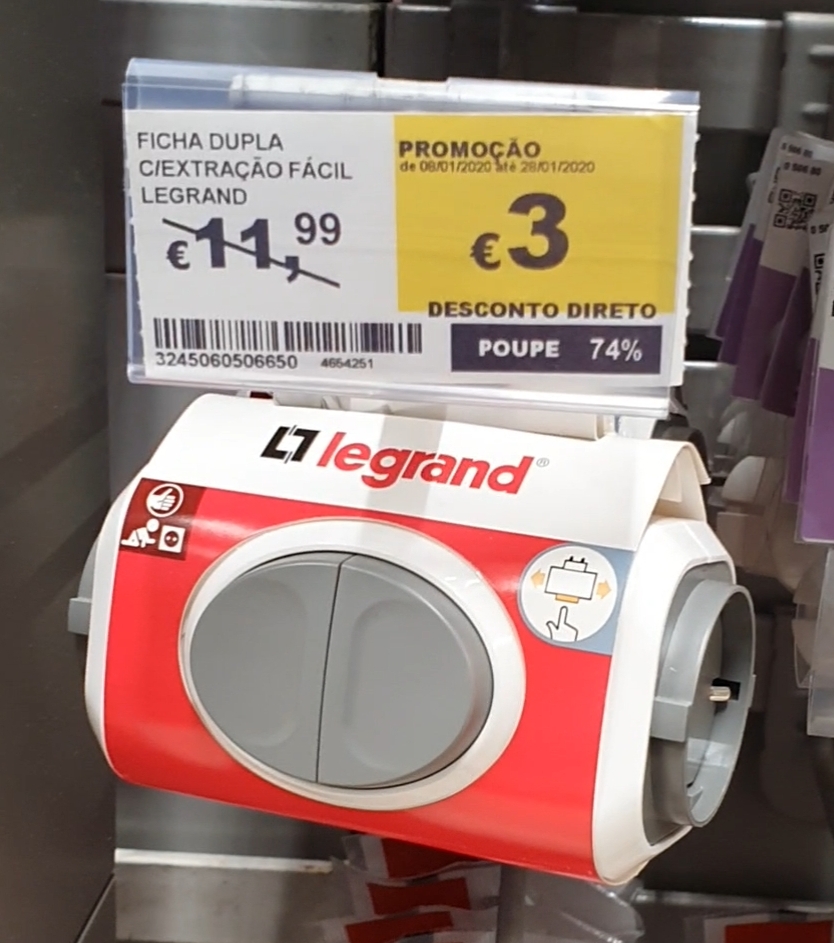 FICHA DUPLA
C/EXTRAÇÃO FÁCIL
LEGRAND
€11,99
PROMOÇÃO
de 08/01/2020 até 28/01/2020
€3
DESCONTO DIRETO
POUPE 74%
3245060506650 4654251
legrand®